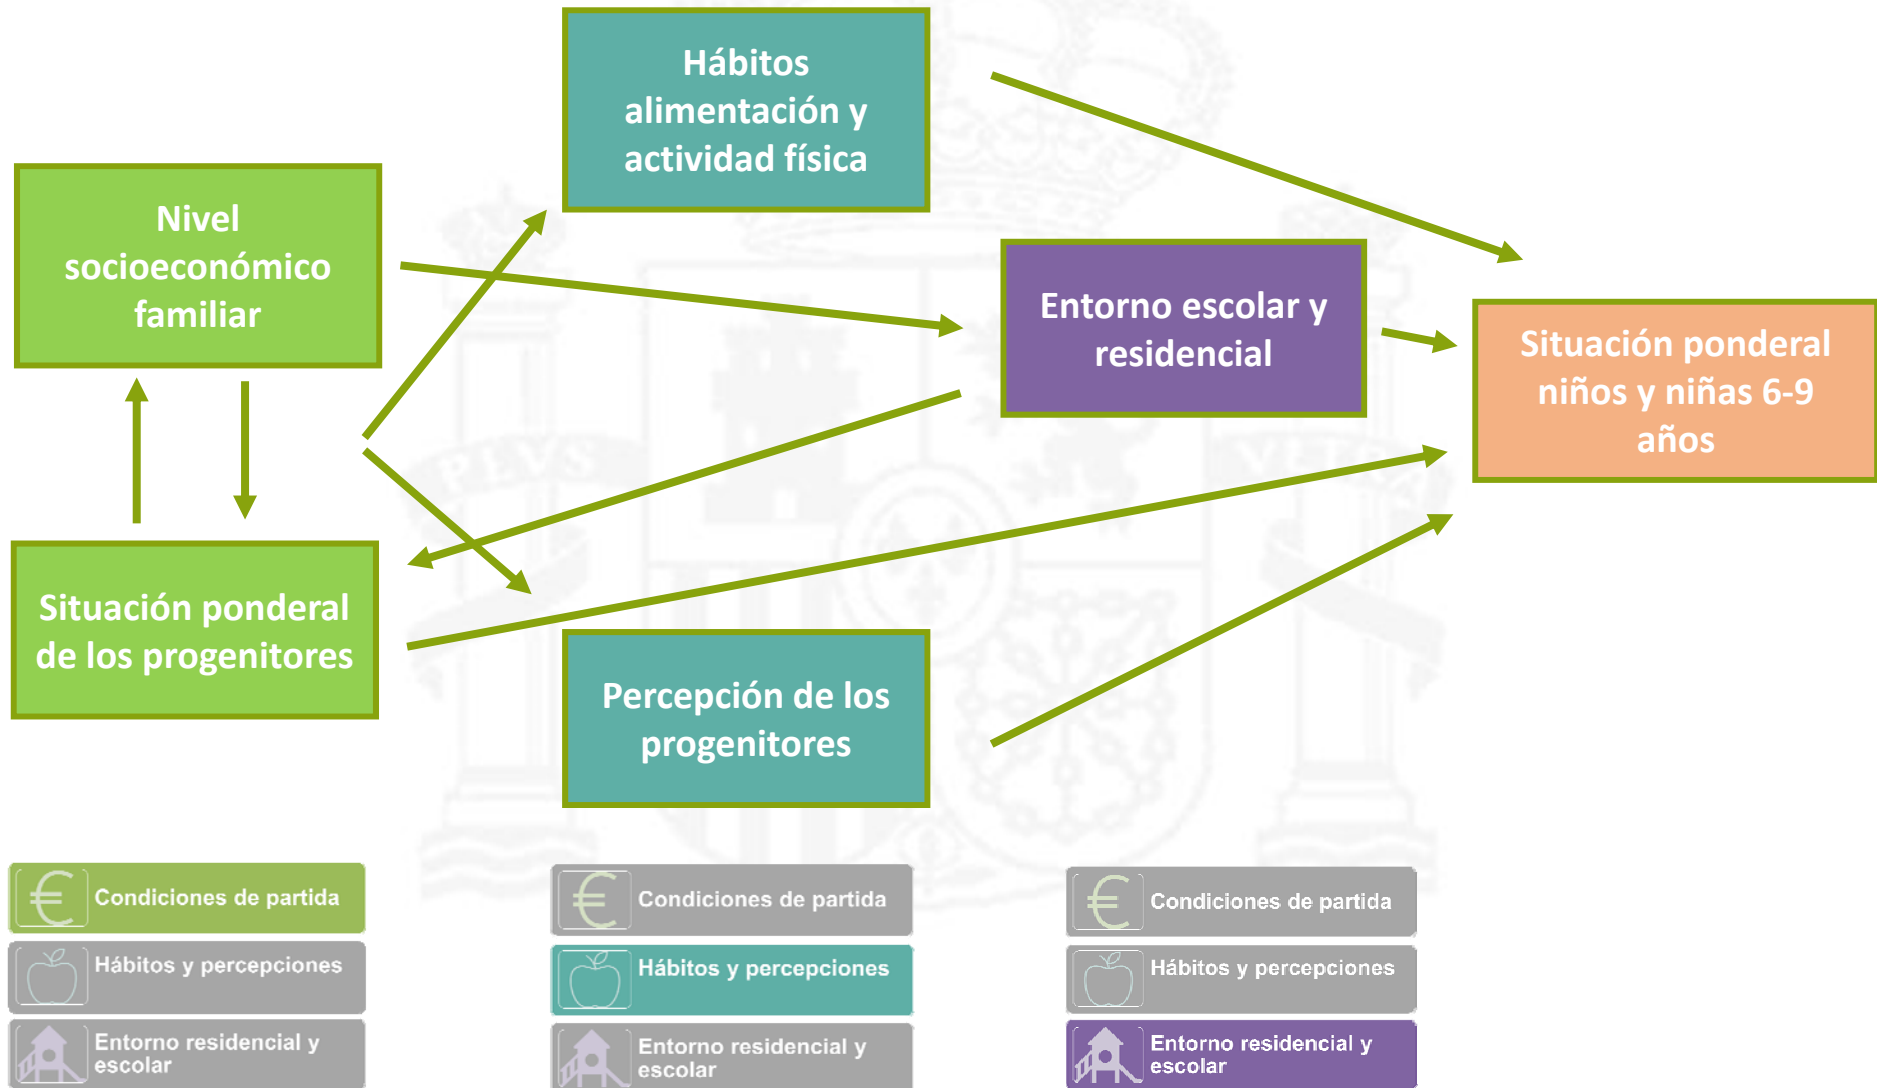 Hábitos
alimentación y
actividad física
Nivel
socioeconómico
familiar
Entorno escolar y
residencial
Situación ponderal
niños y niñas 6-9
años
Situación ponderal
de los progenitores
Percepción de los
progenitores
PLVS
Condiciones de partida
Hábitos y percepciones
Entorno residencial y
escolar
Condiciones de partida
Hábitos y percepciones
Entorno residencial y
escolar
Condiciones de partida
Hábitos y percepciones
Entorno residencial y
escolar